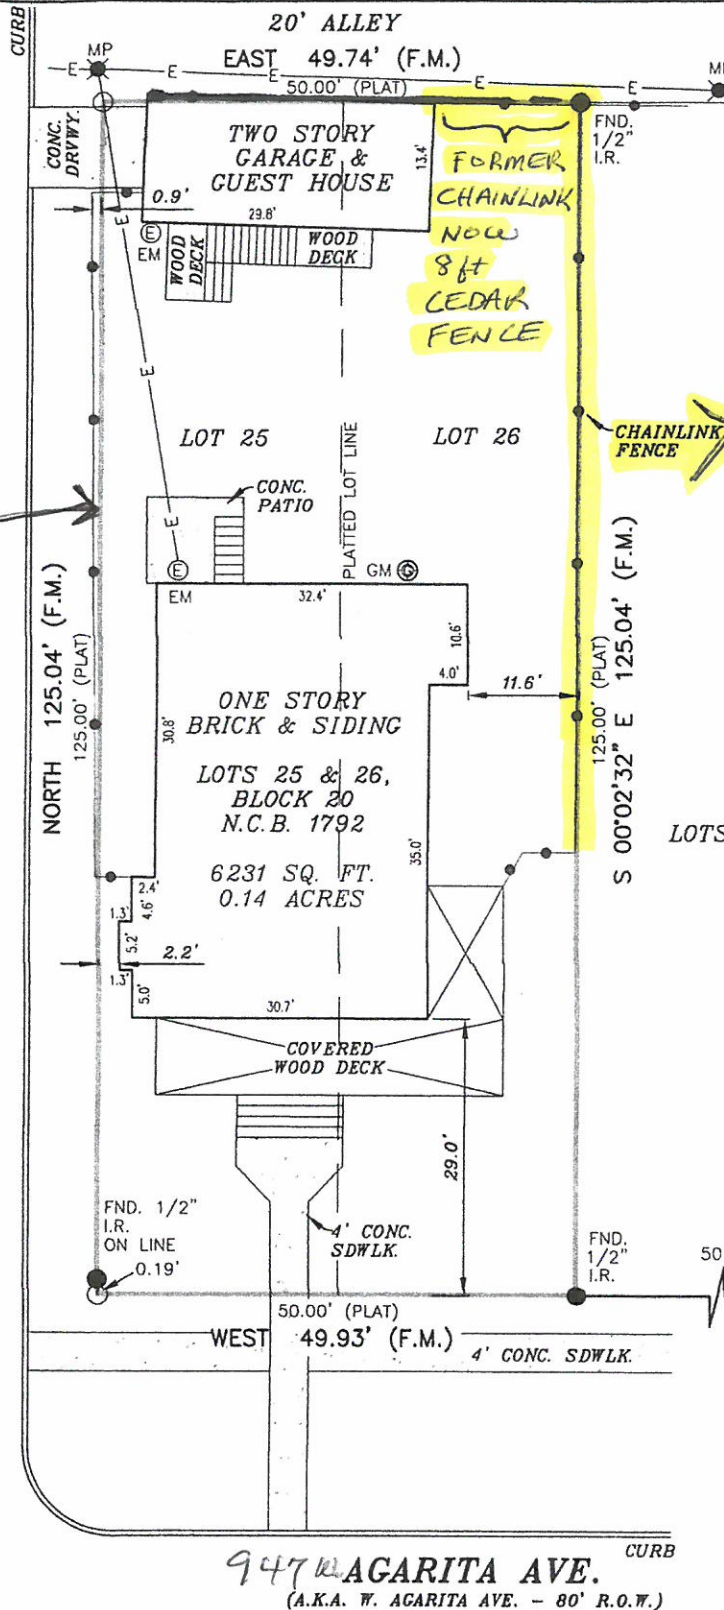 CURB
20' ALLEY
MP
EAST 49.74' (F.M.)
E E E E E
50.00' (PLAT)
CONC.
DRVWY.
TWO STORY
GARAGE &
GUEST HOUSE
13.4'
FND.
1/2"
I.R.
FORMER
CHAINLINK
NOW
8 ft
CEDAR
FENCE
0.9'
29.8'
E
EM
WOOD
DECK
WOOD
DECK
E
E
LOT 25
LOT 26
CHAINLINK
FENCE
CONC.
PATIO
PLATTED LOT LINE
E
E
EM
GM G
32.4'
10.6'
4.0'
11.6'
NORTH 125.04' (F.M.)
125.00' (PLAT)
30.8'
ONE STORY
BRICK & SIDING
LOTS 25 & 26,
BLOCK 20
N.C.B. 1792
6231 SQ. FT.
0.14 ACRES
35.0'
125.00' (PLAT)
S 00°02'32" E 125.04' (F.M.)
LOTS
2.4'
4.6'
1.3'
5.2'
2.2'
1.3'
5.0'
30.7'
COVERED
WOOD DECK
29.0'
FND. 1/2"
I.R.
ON LINE
0.19'
4' CONC.
SDWLK.
FND.
1/2"
I.R.
50
50.00' (PLAT)
WEST 49.93' (F.M.)
4' CONC. SDWLK.
CURB
947 W AGARITA AVE.
(A.K.A. W. AGARITA AVE. - 80' R.O.W.)